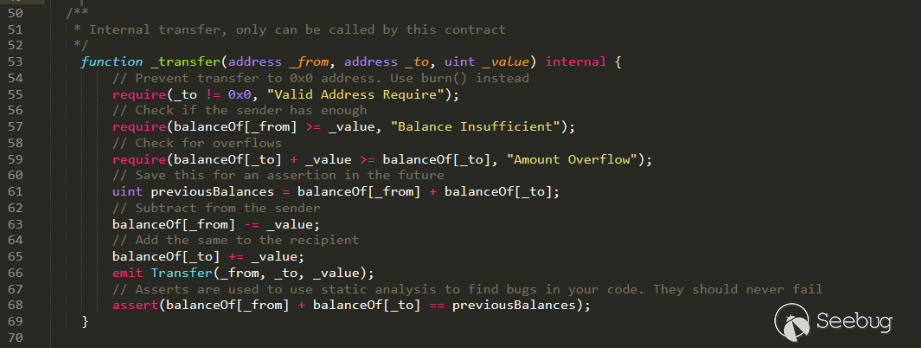 50 /**
51 * Internal transfer, only can be called by this contract
52 */
53 function _transfer(address _from, address _to, uint _value) internal {
54 // Prevent transfer to 0x0 address. Use burn() instead
55 require(_to != 0x0, "Valid Address Require");
56 // Check if the sender has enough
57 require(balanceOf[_from] >= _value, "Balance Insufficient");
58 // Check for overflows
59 require(balanceOf[_to] + _value >= balanceOf[_to], "Amount Overflow");
60 // Save this for an assertion in the future
61 uint previousBalances = balanceOf[_from] + balanceOf[_to];
62 // Subtract from the sender
63 balanceOf[_from] -= _value;
64 // Add the same to the recipient
65 balanceOf[_to] += _value;
66 emit Transfer(_from, _to, _value);
67 // Asserts are used to use static analysis to find bugs in your code. They should never fail
68 assert(balanceOf[_from] + balanceOf[_to] == previousBalances);
69 }
70
Seebug